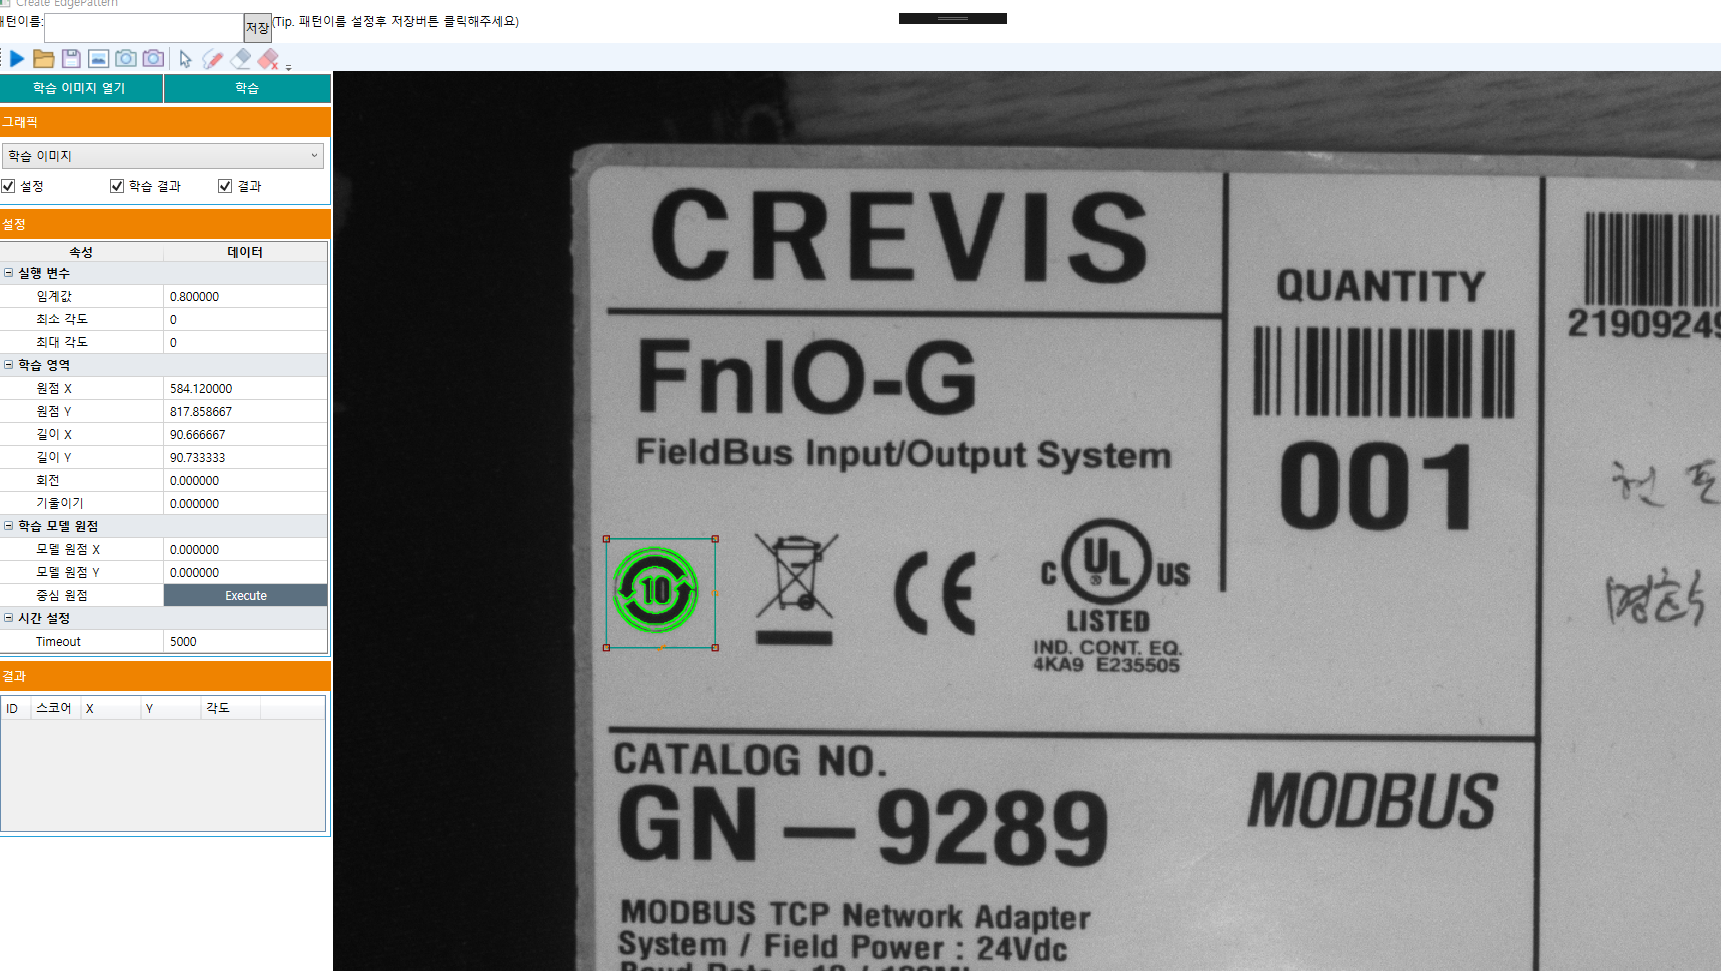 Create EdgePattern
패턴이름:
저장
(Tip. 패턴이름 설정후 저장버튼 클릭해주세요)
학습 이미지 열기
학습
그래픽
학습 이미지
설정
학습 결과
결과
설정
속성 데이터
실행 변수
임계값 0.800000
최소 각도 0
최대 각도 0
학습 영역
원점 X 584.120000
원점 Y 817.858667
길이 X 90.666667
길이 Y 90.733333
회전 0.000000
기울이기 0.000000
학습 모델 원점
모델 원점 X 0.000000
모델 원점 Y 0.000000
중심 원점 Execute
시간 설정
Timeout 5000
결과
ID 스코어 X Y 각도
CREVIS
FnIO-G
FieldBus Input/Output System
10
CE
C UL US
®
LISTED
IND. CONT. EQ.
4KA9 E235505
QUANTITY
001
21909249
CATALOG NO.
GN-9289
MODBUS
MODBUS TCP Network Adapter
System / Field Power : 24Vdc